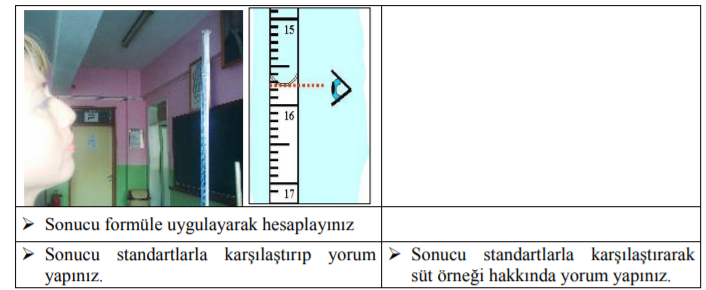 15
16
17
➢ Sonucu formüle uygulayarak hesaplayınız
➢ Sonucu standartlarla karşılaştırıp yorum
yapınız.
➢ Sonucu standartlarla karşılaştırarak
süt örneği hakkında yorum yapınız.